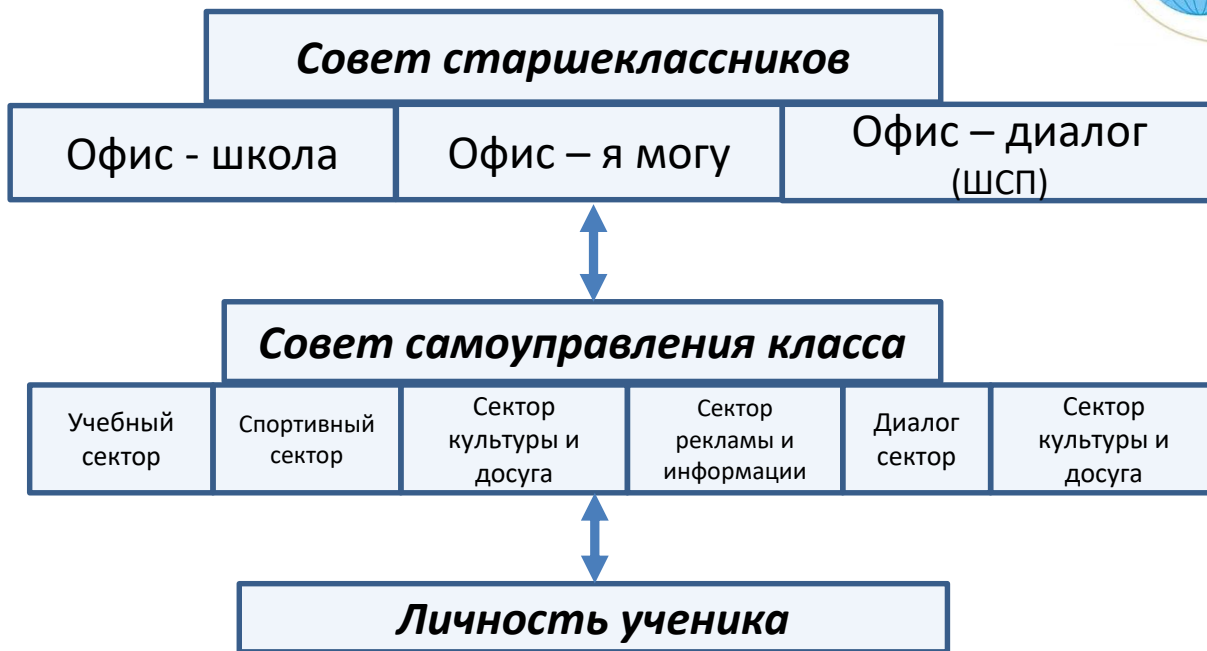 Совет старшеклассников
Офис - школа
Офис – я могу
Офис – диалог
(ШСП)
Совет самоуправления класса
Учебный
сектор
Спортивный
сектор
Сектор
культуры и
досуга
Сектор
рекламы и
информации
Диалог
сектор
Сектор
культуры и
досуга
Личность ученика